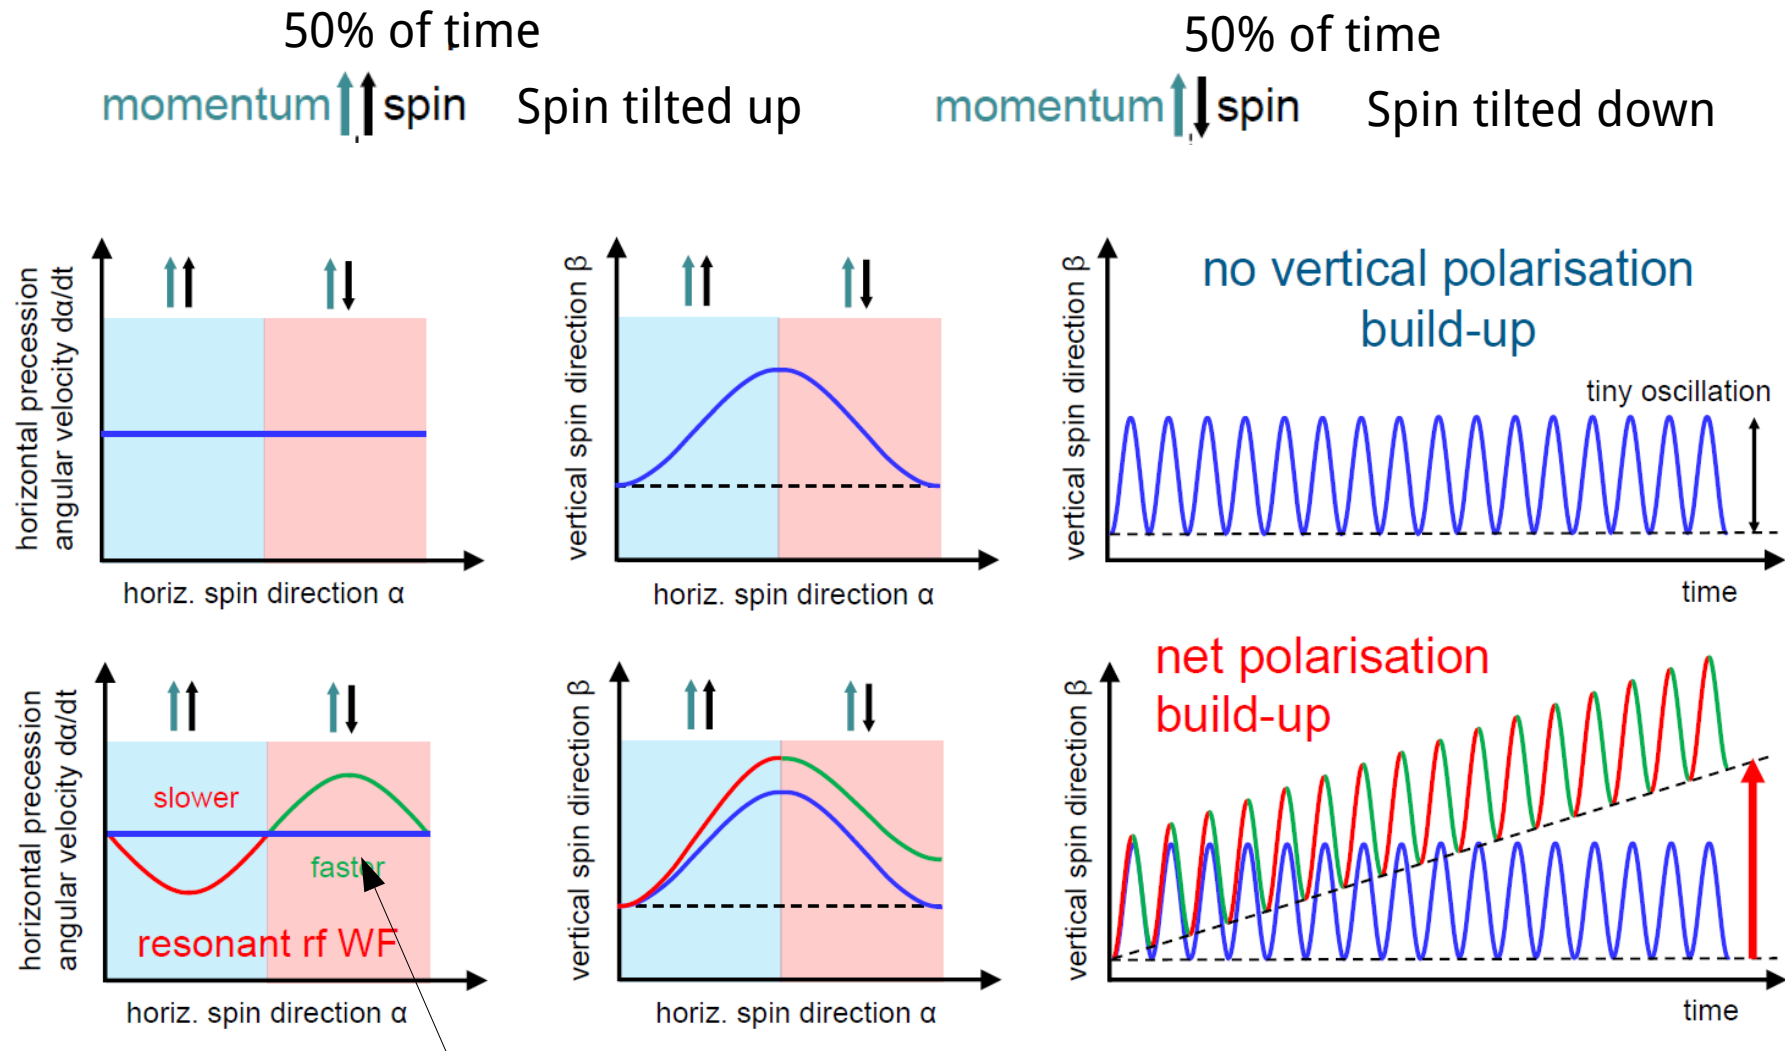 50% of time
50% of time
momentum spin
Spin tilted up
momentum spin
Spin tilted down
horizontal precession
angular velocity dα/dt
horiz. spin direction α
vertical spin direction β
horiz. spin direction α
vertical spin direction β
no vertical polarisation
build-up
tiny oscillation
time
horizontal precession
angular velocity dα/dt
slower
faster
resonant rf WF
horiz. spin direction α
vertical spin direction β
horiz. spin direction α
vertical spin direction β
net polarisation
build-up
time